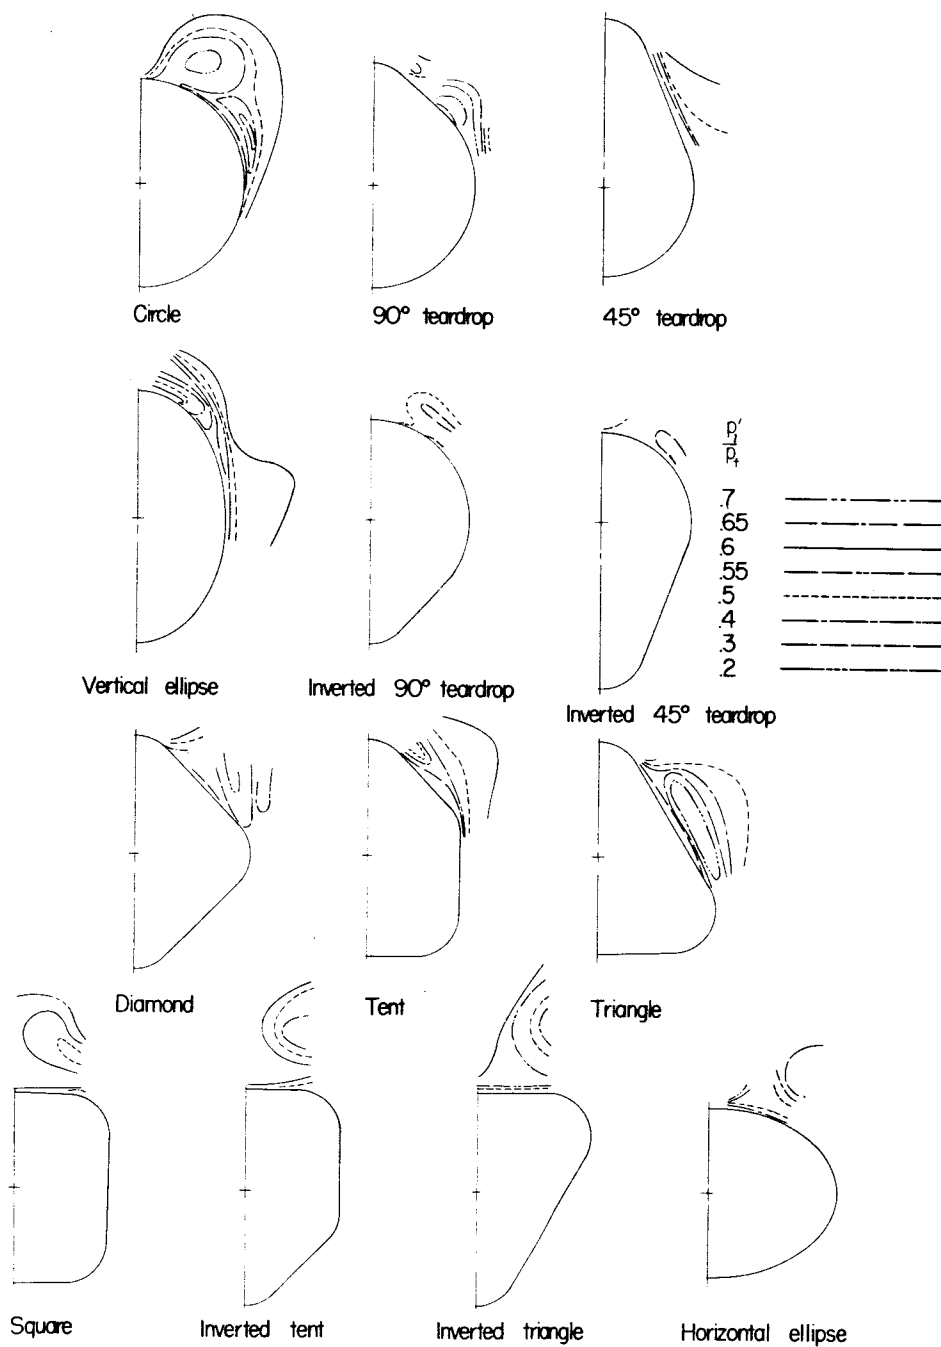 Circle
90° teardrop
45° teardrop
p'
pₜ
.7
.65
.6
.55
.5
.4
.3
.2
Vertical ellipse
Inverted 90° teardrop
Inverted 45° teardrop
Diamond
Tent
Triangle
Square
Inverted tent
Inverted triangle
Horizontal ellipse